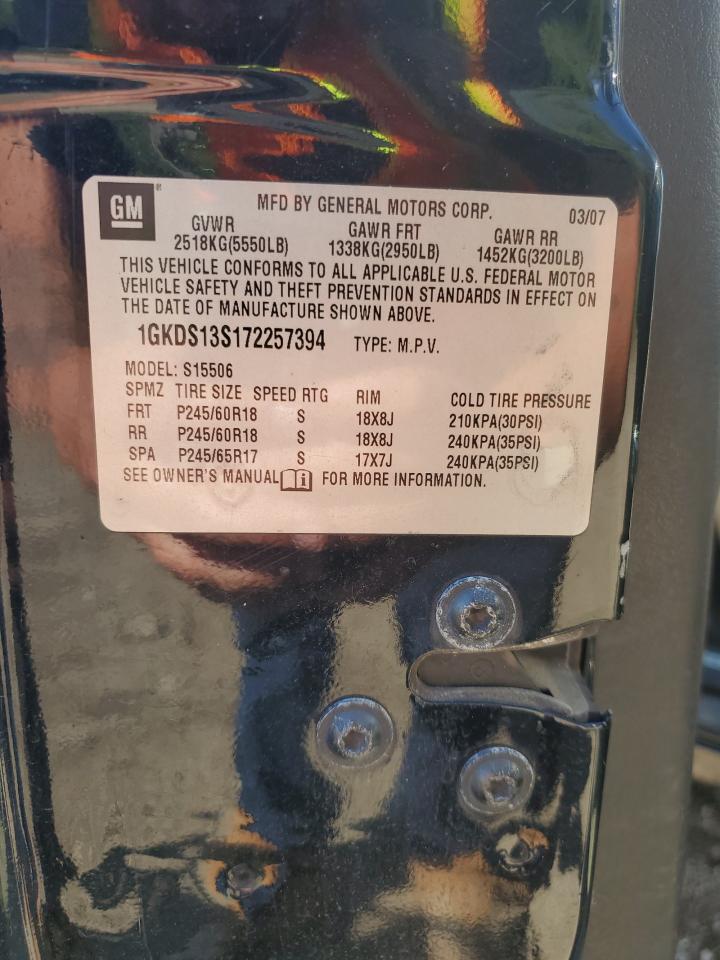 GM ®
MFD BY GENERAL MOTORS CORP. 03/07
GVWR GAWR FRT GAWR RR
2518KG(5550LB) 1338KG(2950LB) 1452KG(3200LB)
THIS VEHICLE CONFORMS TO ALL APPLICABLE U.S. FEDERAL MOTOR
VEHICLE SAFETY AND THEFT PREVENTION STANDARDS IN EFFECT ON
THE DATE OF MANUFACTURE SHOWN ABOVE.
1GKDS13S172257394 TYPE: M.P.V.
MODEL: S15506
SPMZ TIRE SIZE SPEED RTG RIM COLD TIRE PRESSURE
FRT P245/60R18 S 18X8J 210KPA(30PSI)
RR P245/60R18 S 18X8J 240KPA(35PSI)
SPA P245/65R17 S 17X7J 240KPA(35PSI)
SEE OWNER'S MANUAL FOR MORE INFORMATION.